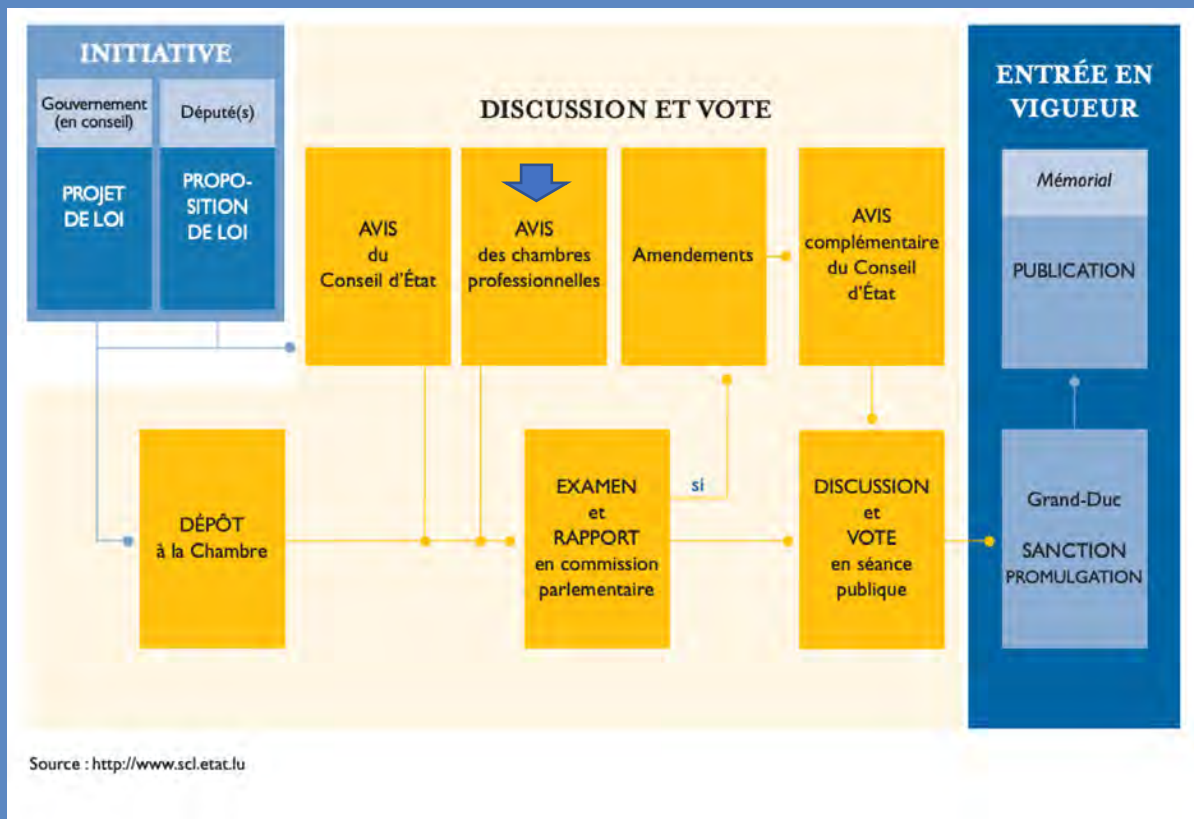 INITIATIVE
Gouvernement
(en conseil)
Député(s)
PROJET
DE LOI
PROPO-
SITION
DE LOI
DISCUSSION ET VOTE
AVIS
du
Conseil d'État
AVIS
des chambres
professionnelles
Amendements
AVIS
complémentaire
du Conseil
d'État
DÉPÔT
à la Chambre
EXAMEN
et
RAPPORT
en commission
parlementaire
si
DISCUSSION
et
VOTE
en séance
publique
ENTRÉE EN
VIGUEUR
Mémorial
PUBLICATION
Grand-Duc
SANCTION
PROMULGATION
Source : http://www.scl.etat.lu